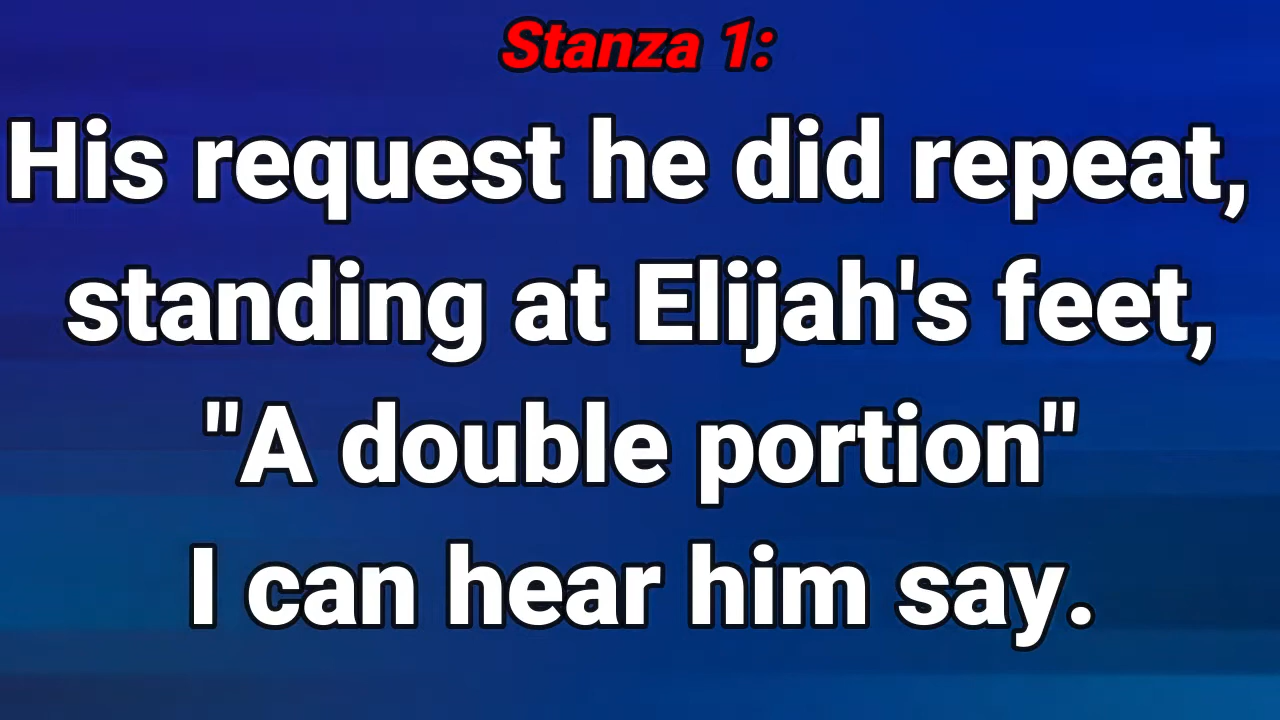 Stanza 1:
His request he did repeat,
standing at Elijah's feet,
"A double portion"
I can hear him say.